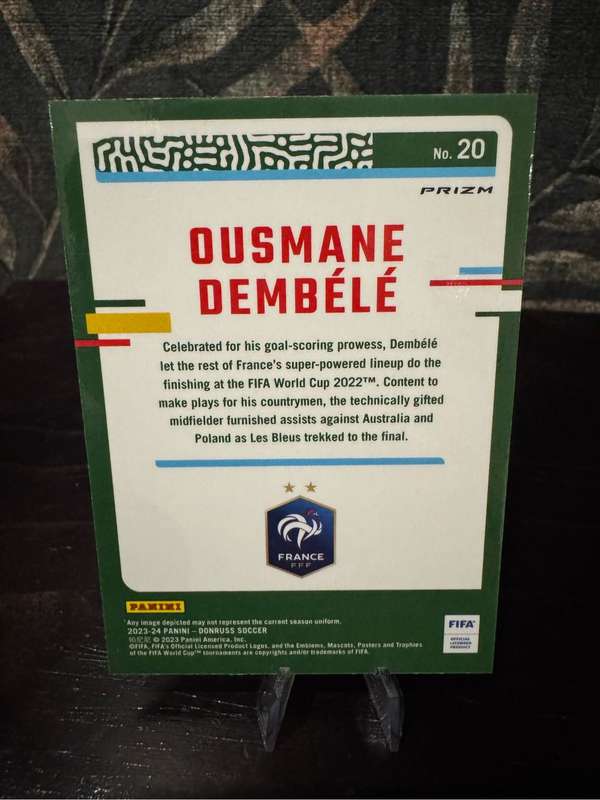 No. 20
PRIZM
OUSMANE
DEMBÉLÉ
Celebrated for his goal-scoring prowess, Dembélé
let the rest of France's super-powered lineup do the
finishing at the FIFA World Cup 2022™. Content to
make plays for his countrymen, the technically gifted
midfielder furnished assists against Australia and
Poland as Les Bleus trekked to the final.
FRANCE
FFF
PANINI
Any image depicted may not represent the current season uniform.
2023-24 PANINI – DONRUSS SOCCER
© 2023 Panini America, Inc.
©FIFA, FIFA's Official Licensed Product Logos, and the Emblems, Mascots, Posters and Trophies
of the FIFA World Cup™ tournaments are copyrights and/or trademarks of FIFA.
FIFA
OFFICIAL
LICENSED
PRODUCT